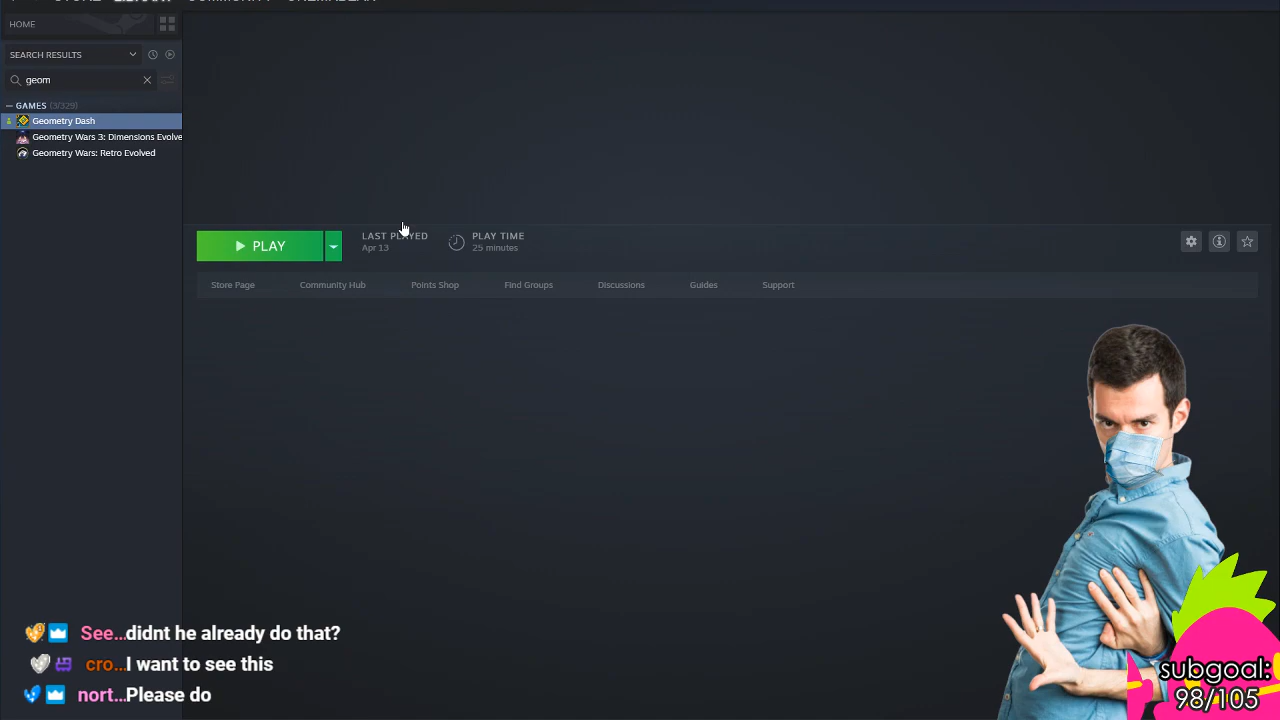 HOME
SEARCH RESULTS
geom
GAMES (3/329)
Geometry Dash
Geometry Wars 3: Dimensions Evolve
Geometry Wars: Retro Evolved
PLAY
LAST PLAYED
Apr 13
PLAY TIME
25 minutes
Store Page Community Hub Points Shop Find Groups Discussions Guides Support
See... didnt he already do that?
cro... I want to see this
nort... Please do
subgoal:
98/105